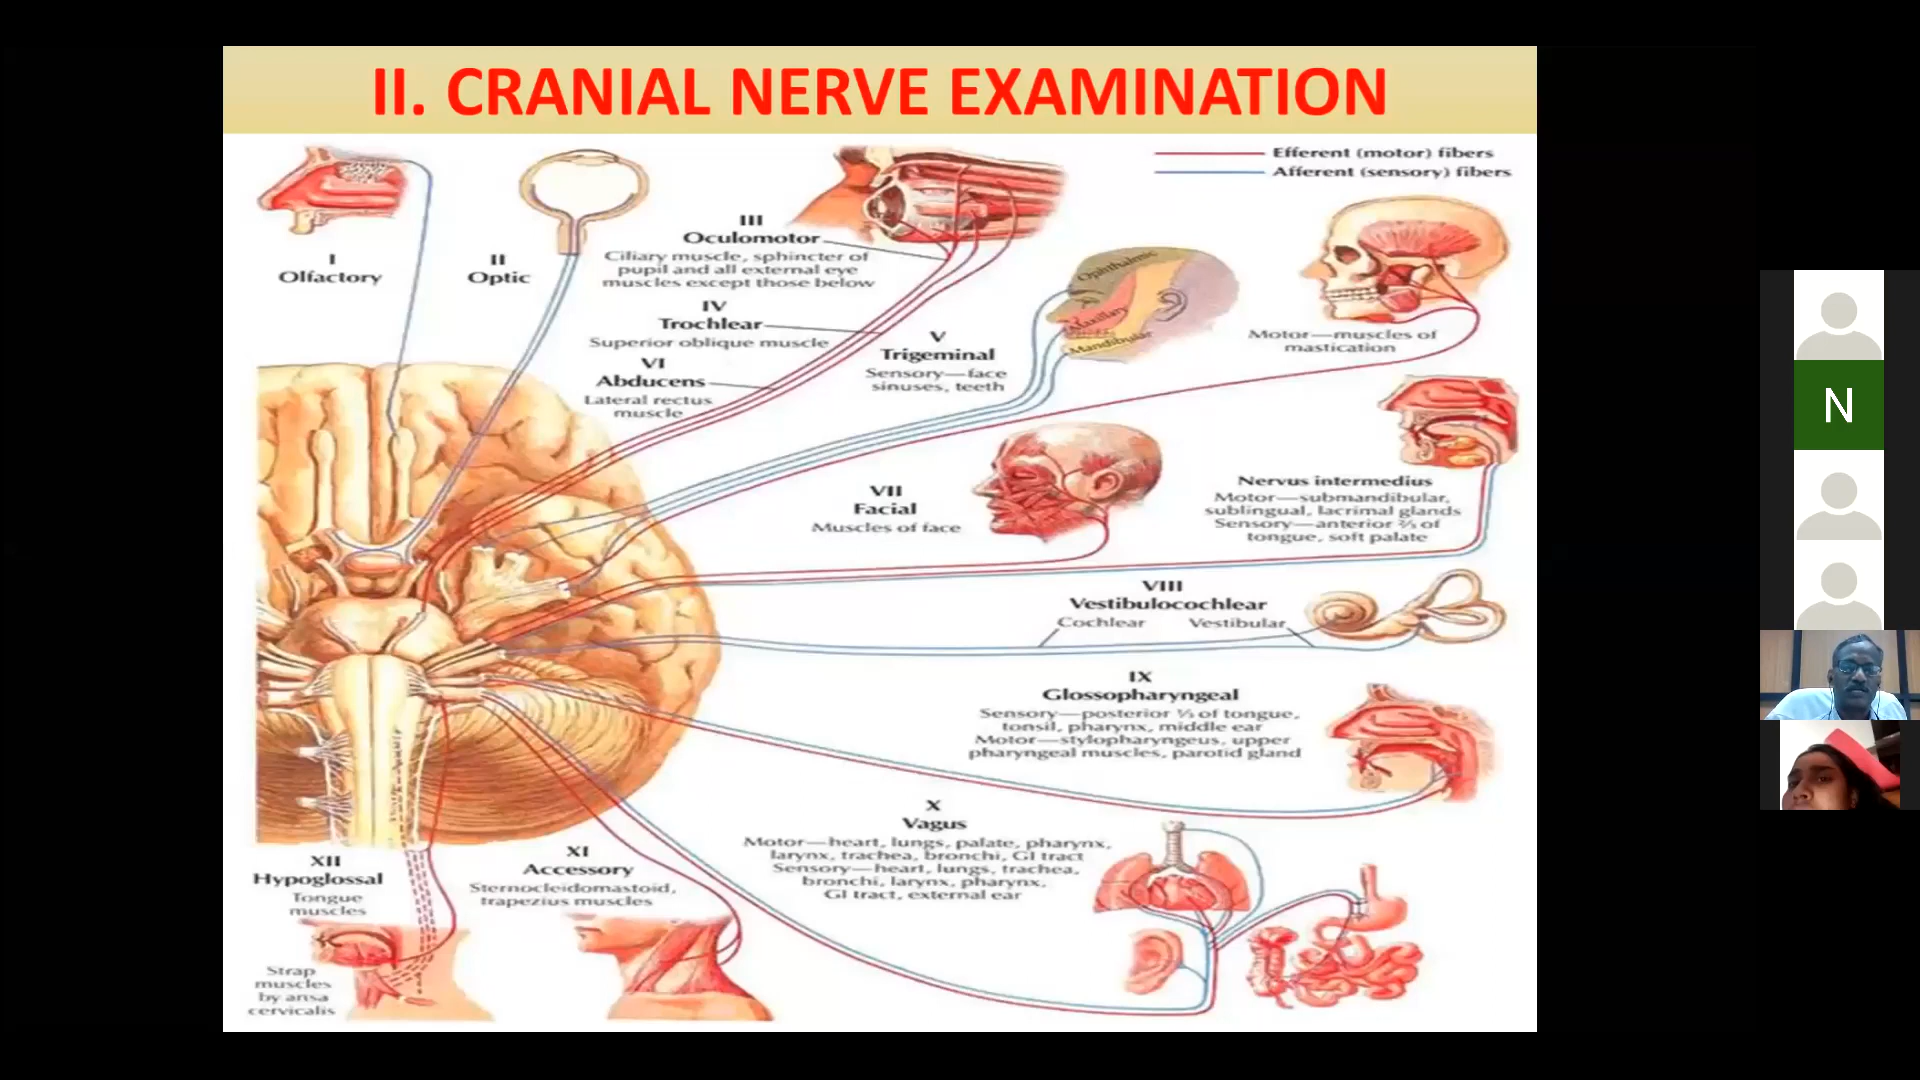 II. CRANIAL NERVE EXAMINATION
Efferent (motor) fibers
Afferent (sensory) fibers
I
Olfactory
II
Optic
III
Oculomotor
Ciliary muscle, sphincter of
pupil and all external eye
muscles except those below
IV
Trochlear
Superior oblique muscle
VI
Abducens
Lateral rectus
muscle
V
Trigeminal
Sensory—face
sinuses, teeth
Ophthalmic
Maxillary
Mandibular
Motor—muscles of
mastication
VII
Facial
Muscles of face
Nervus intermedius
Motor—submandibular,
sublingual, lacrimal glands
Sensory—anterior ⅔ of
tongue, soft palate
VIII
Vestibulocochlear
Cochlear Vestibular
IX
Glossopharyngeal
Sensory—posterior ⅓ of tongue,
tonsil, pharynx, middle ear
Motor—stylopharyngeus, upper
pharyngeal muscles, parotid gland
X
Vagus
Motor—heart, lungs, palate, pharynx,
larynx, trachea, bronchi, GI tract
Sensory—heart, lungs, trachea,
bronchi, larynx, pharynx,
GI tract, external ear
XI
Accessory
Sternocleidomastoid,
trapezius muscles
XII
Hypoglossal
Tongue
muscles
Strap
muscles
by ansa
cervicalis
N